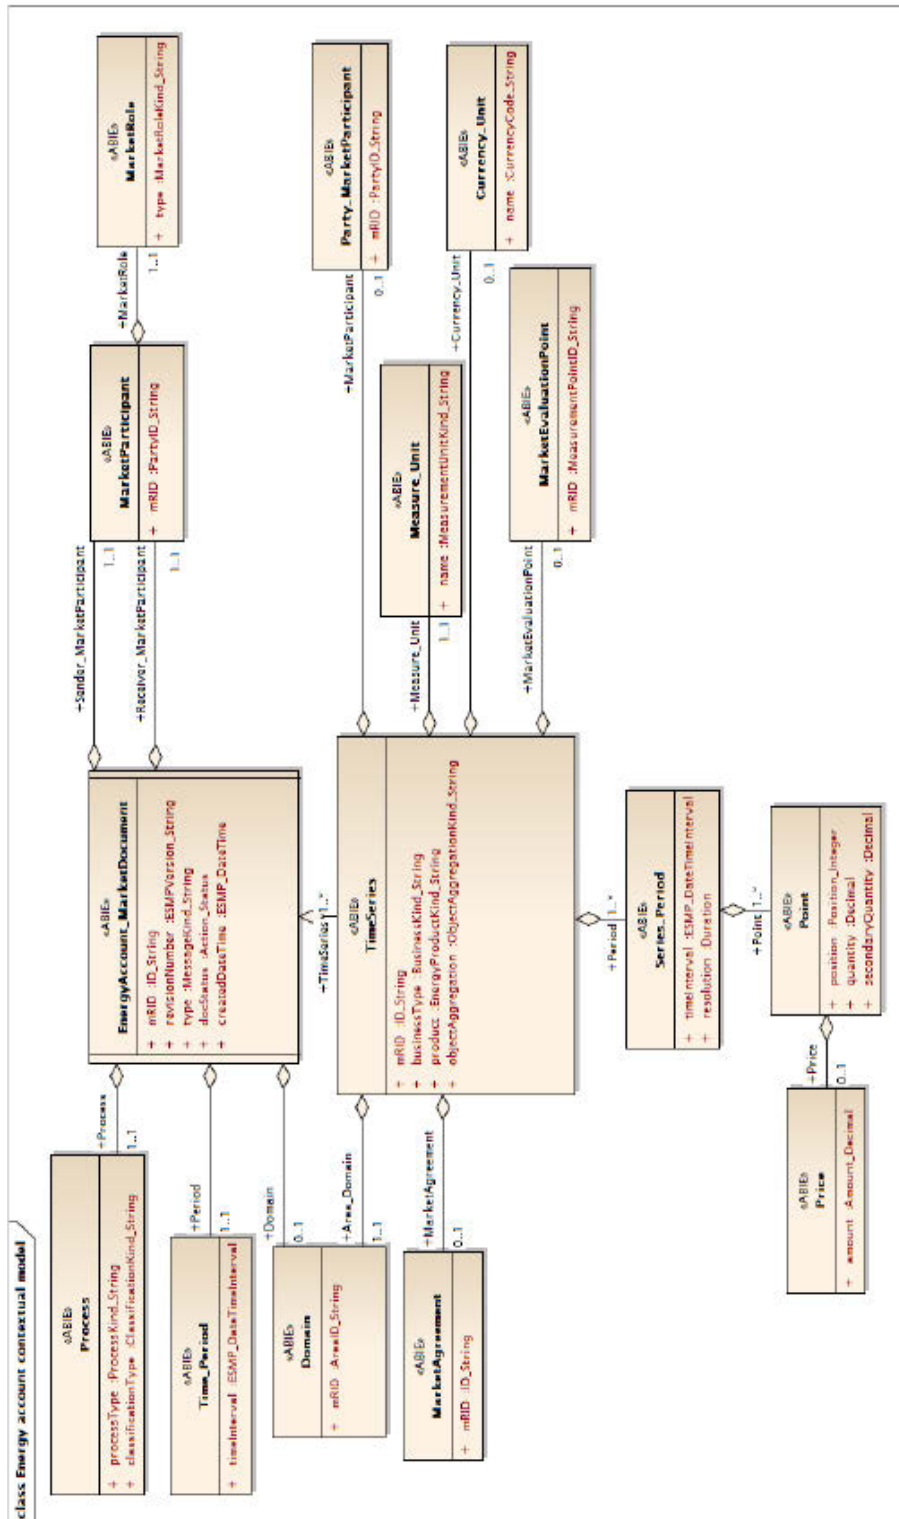 class Energy account contextual model
«ABIE»
Process
+ processType :ProcessKind_String
+ classificationType :ClassificationKind_String
+Process
1..1
«ABIE»
Time_Period
+ timeInterval :ESMP_DateTimeInterval
+Period
1..1
«ABIE»
Domain
+ mRID :AreaID_String
+Domain
0..1
+Area_Domain
1..1
«ABIE»
MarketAgreement
+ mRID :ID_String
+MarketAgreement
0..1
«ABIE»
EnergyAccount_MarketDocument
+ mRID :ID_String
+ revisionNumber :ESMPVersion_String
+ type :MessageKind_String
+ docStatus :Action_Status
+ createdDateTime :ESMP_DateTime
+Sender_MarketParticipant
1..1
+Receiver_MarketParticipant
1..1
«ABIE»
MarketParticipant
+ mRID :PartyID_String
+MarketRole
1..1
«ABIE»
MarketRole
+ type :MarketRoleKind_String
+TimeSeries
1..*
«ABIE»
TimeSeries
+ mRID :ID_String
+ businessType :BusinessKind_String
+ product :EnergyProductKind_String
+ objectAggregation :ObjectAggregationKind_String
+MarketParticipant
0..1
«ABIE»
Party_MarketParticipant
+ mRID :PartyID_String
+Measure_Unit
1..1
«ABIE»
Measure_Unit
+ name :MeasurementUnitKind_String
+Currency_Unit
0..1
«ABIE»
Currency_Unit
+ name :CurrencyCode_String
+MarketEvaluationPoint
0..1
«ABIE»
MarketEvaluationPoint
+ mRID :MeasurementPointID_String
+Period
1..*
«ABIE»
Series_Period
+ timeInterval :ESMP_DateTimeInterval
+ resolution :Duration
+Point
1..*
«ABIE»
Point
+ position :Position_Integer
+ quantity :Decimal
+ secondaryQuantity :Decimal
+Price
0..1
«ABIE»
Price
+ amount :Amount_Decimal